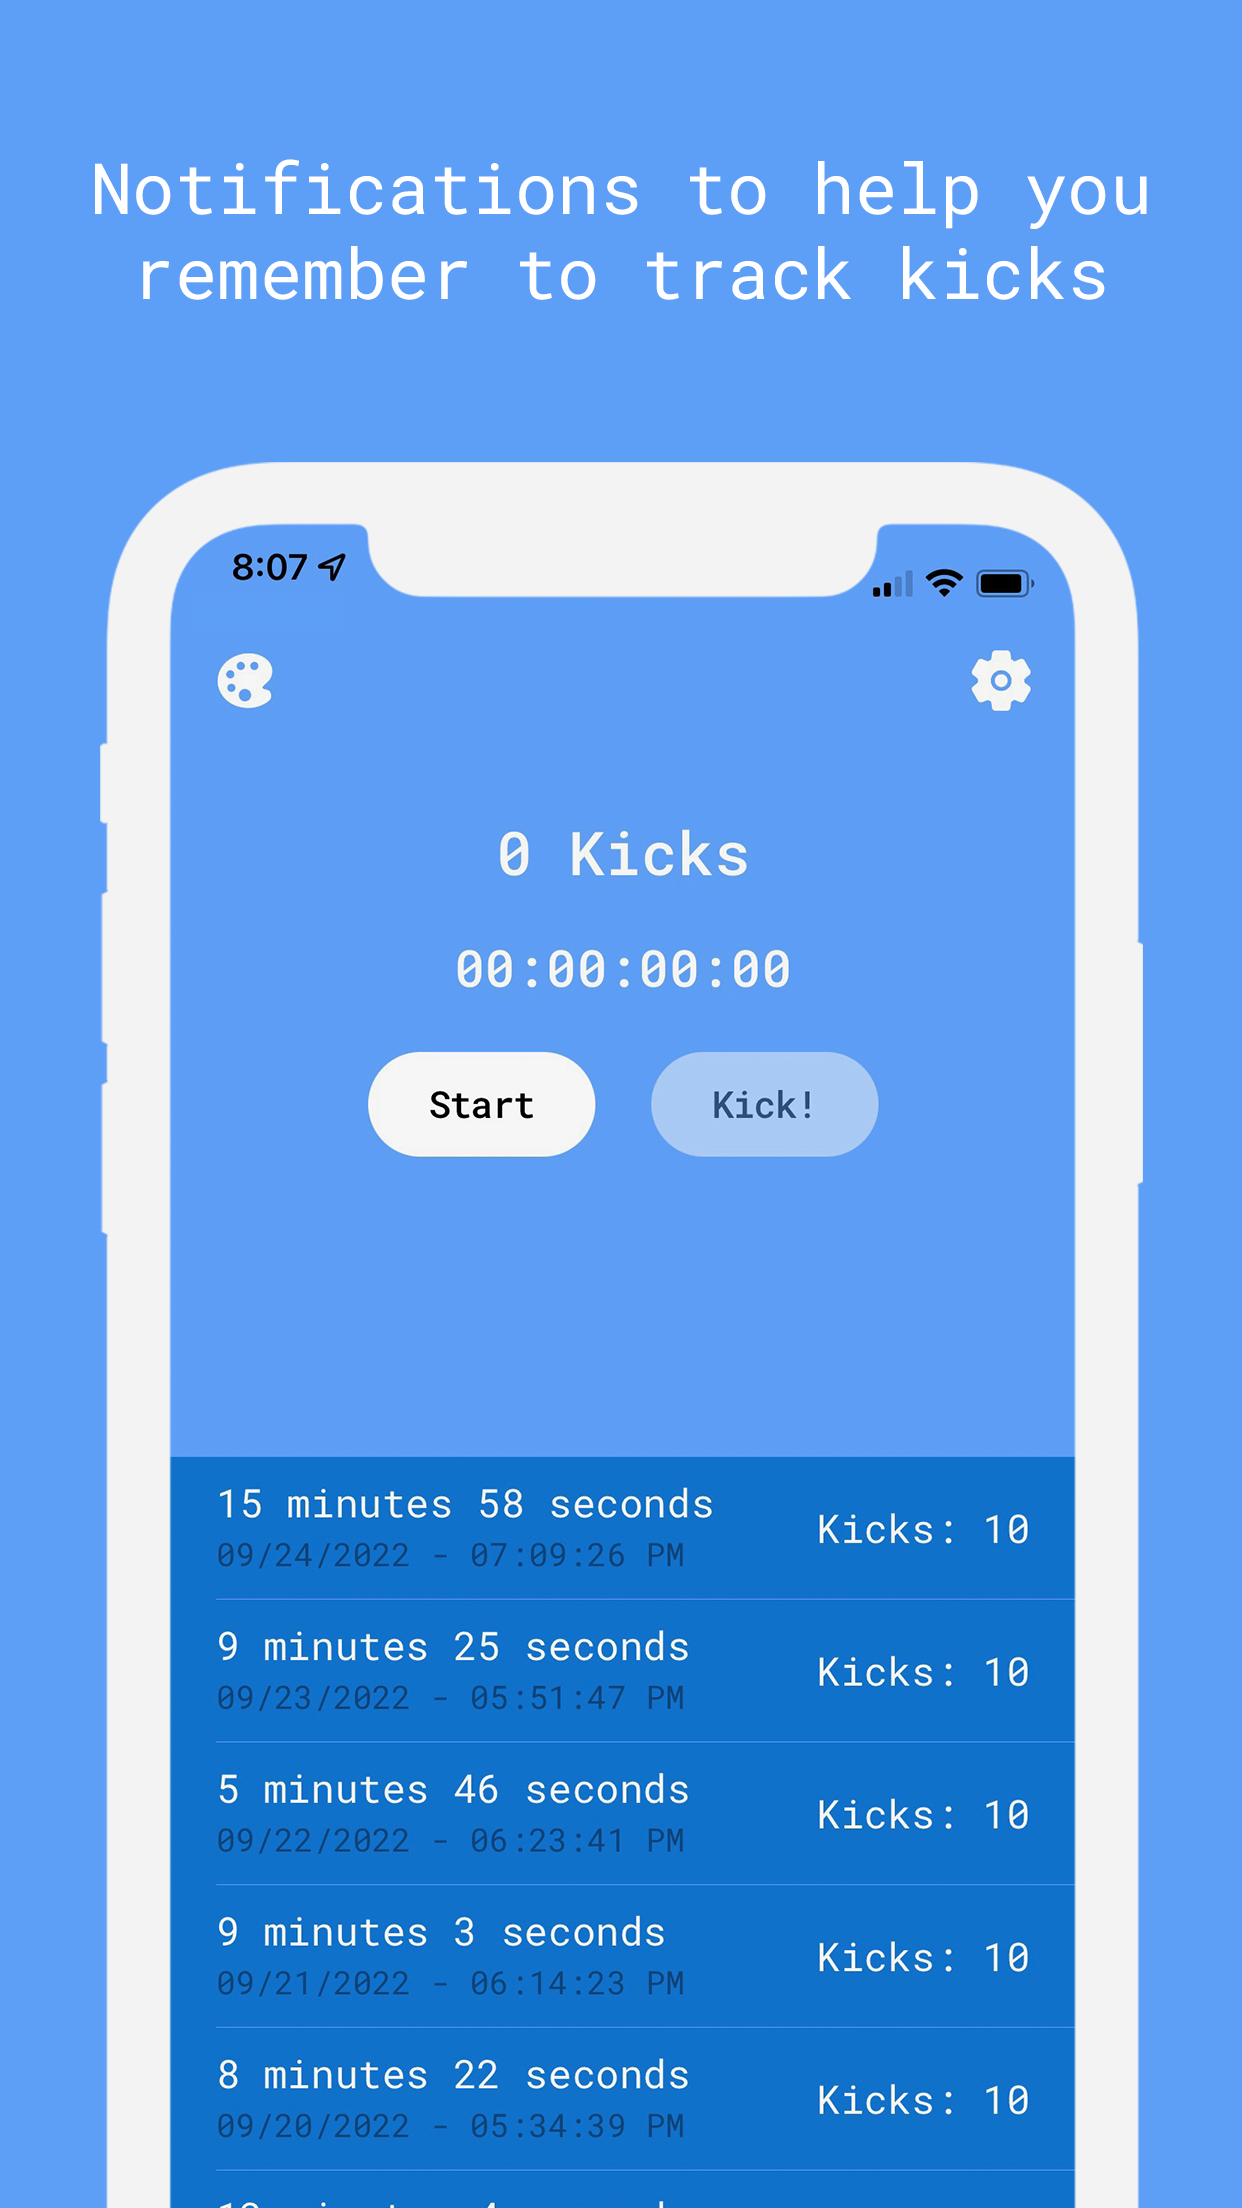 Notifications to help you
remember to track kicks
8:07
0 Kicks
00:00:00:00
Start
Kick!
15 minutes 58 seconds
09/24/2022 - 07:09:26 PM
Kicks: 10
9 minutes 25 seconds
09/23/2022 - 05:51:47 PM
Kicks: 10
5 minutes 46 seconds
09/22/2022 - 06:23:41 PM
Kicks: 10
9 minutes 3 seconds
09/21/2022 - 06:14:23 PM
Kicks: 10
8 minutes 22 seconds
09/20/2022 - 05:34:39 PM
Kicks: 10